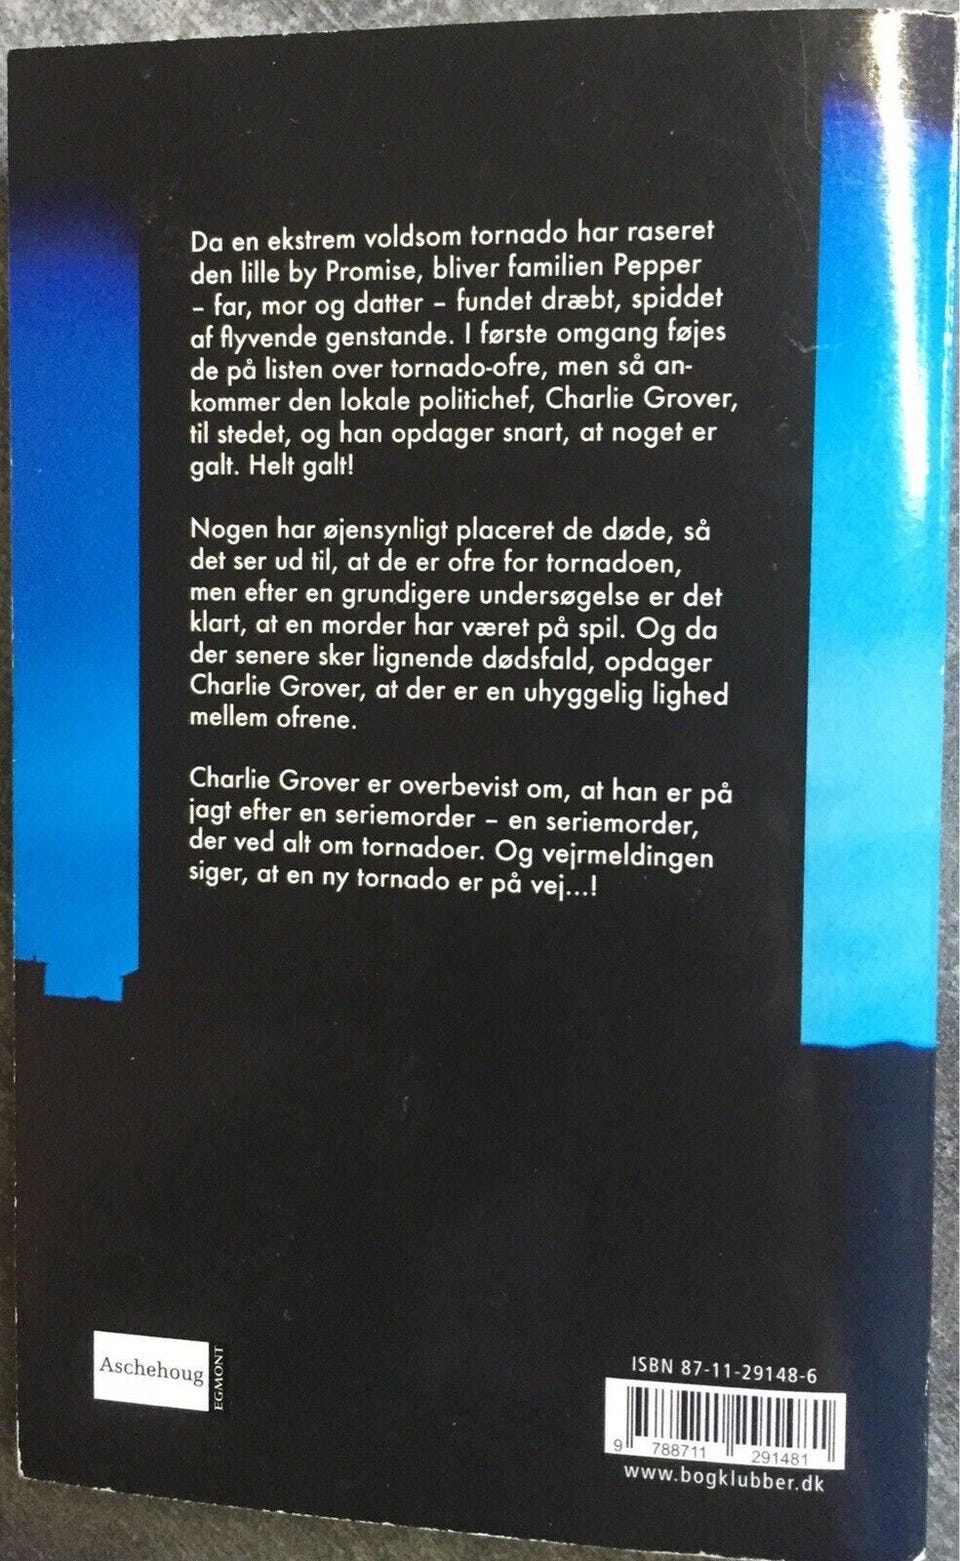 Da en ekstrem voldsom tornado har raseret
den lille by Promise, bliver familien Pepper
– far, mor og datter – fundet dræbt, spiddet
af flyvende genstande. I første omgang føjes
de på listen over tornado-ofre, men så an-
kommer den lokale politichef, Charlie Grover,
til stedet, og han opdager snart, at noget er
galt. Helt galt!
Nogen har øjensynligt placeret de døde, så
det ser ud til, at de er ofre for tornadoen,
men efter en grundigere undersøgelse er det
klart, at en morder har været på spil. Og da
der senere sker lignende dødsfald, opdager
Charlie Grover, at der er en uhyggelig lighed
mellem ofrene.
Charlie Grover er overbevist om, at han er på
jagt efter en seriemorder – en seriemorder,
der ved alt om tornadoer. Og vejrmeldingen
siger, at en ny tornado er på vej...!
Aschehoug
EGMONT
ISBN 87-11-29148-6
9 788711 291481
www.bogklubber.dk